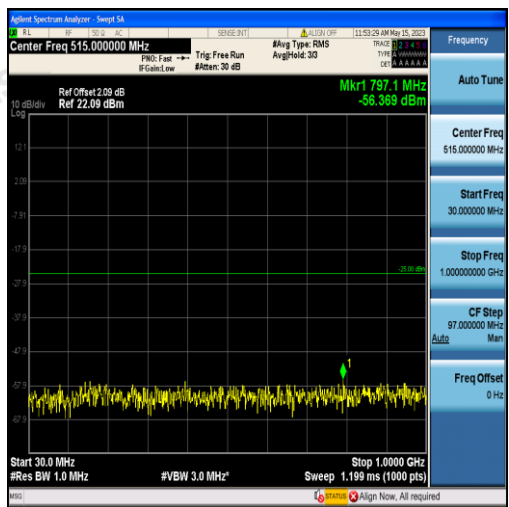 Agilent Spectrum Analyzer - Swept SA
RL RF 50 Ω AC SENSE:INT ALIGN OFF 11:53:29 AM May 15, 2023
Center Freq 515.000000 MHz
PNO: Fast
IFGain:Low
Trig: Free Run
#Atten: 30 dB
#Avg Type: RMS
Avg|Hold: 3/3
TRACE 1 2 3 4 5 6
TYPE A WWWWW
DET A A A A A A
Mkr1 797.1 MHz
-56.369 dBm
Ref Offset 2.09 dB
Ref 22.09 dBm
10 dB/div
Log
12.1
2.09
-7.91
-17.9
-27.9
-37.9
-47.9
-57.9
-67.9
-25.00 dBm
1
Start 30.0 MHz
Stop 1.0000 GHz
#Res BW 1.0 MHz
#VBW 3.0 MHz*
Sweep 1.199 ms (1000 pts)
MSG
STATUS
Align Now, All required
Frequency
Auto Tune
Center Freq
515.000000 MHz
Start Freq
30.000000 MHz
Stop Freq
1.000000000 GHz
CF Step
97.000000 MHz
Auto Man
Freq Offset
0 Hz